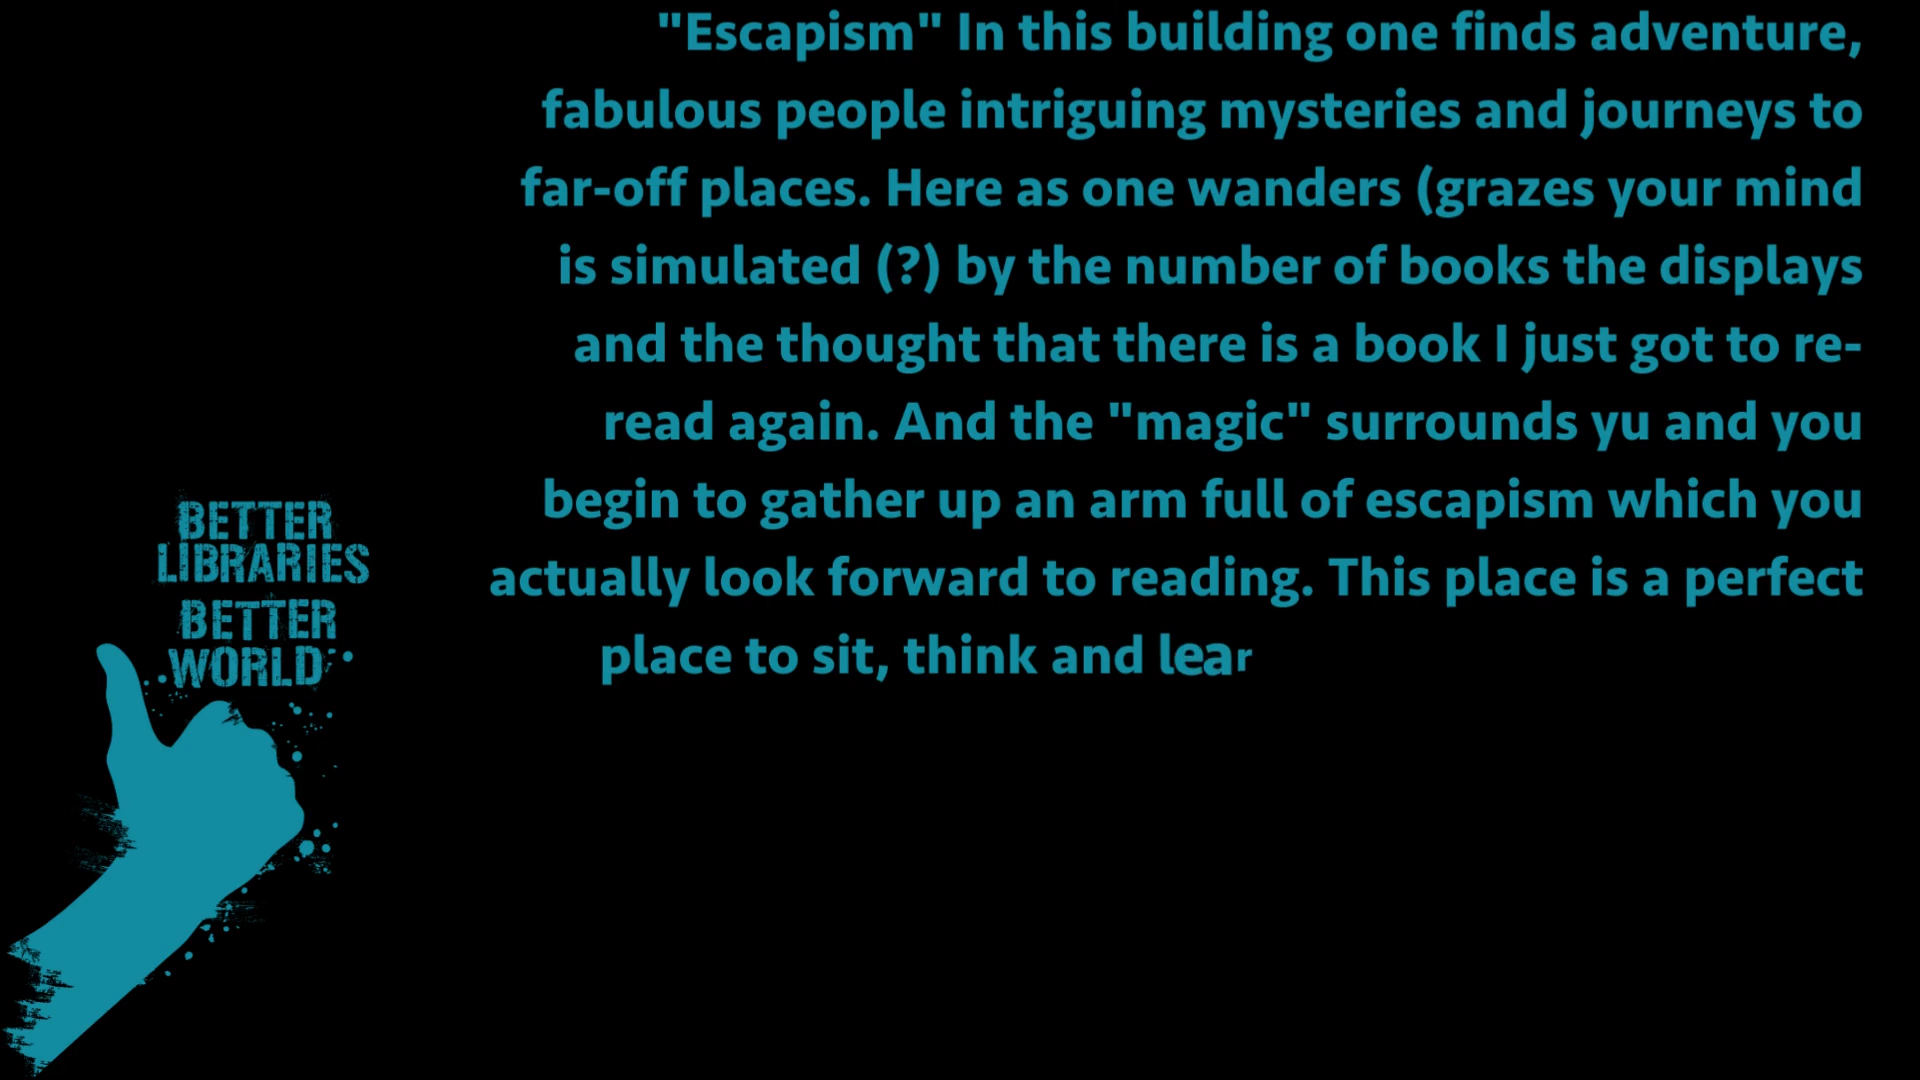 "Escapism" In this building one finds adventure,
fabulous people intriguing mysteries and journeys to
far-off places. Here as one wanders (grazes your mind
is simulated (?) by the number of books the displays
and the thought that there is a book I just got to re-
read again. And the "magic" surrounds yu and you
begin to gather up an arm full of escapism which you
actually look forward to reading. This place is a perfect
place to sit, think and lear
BETTER
LIBRARIES
BETTER
WORLD